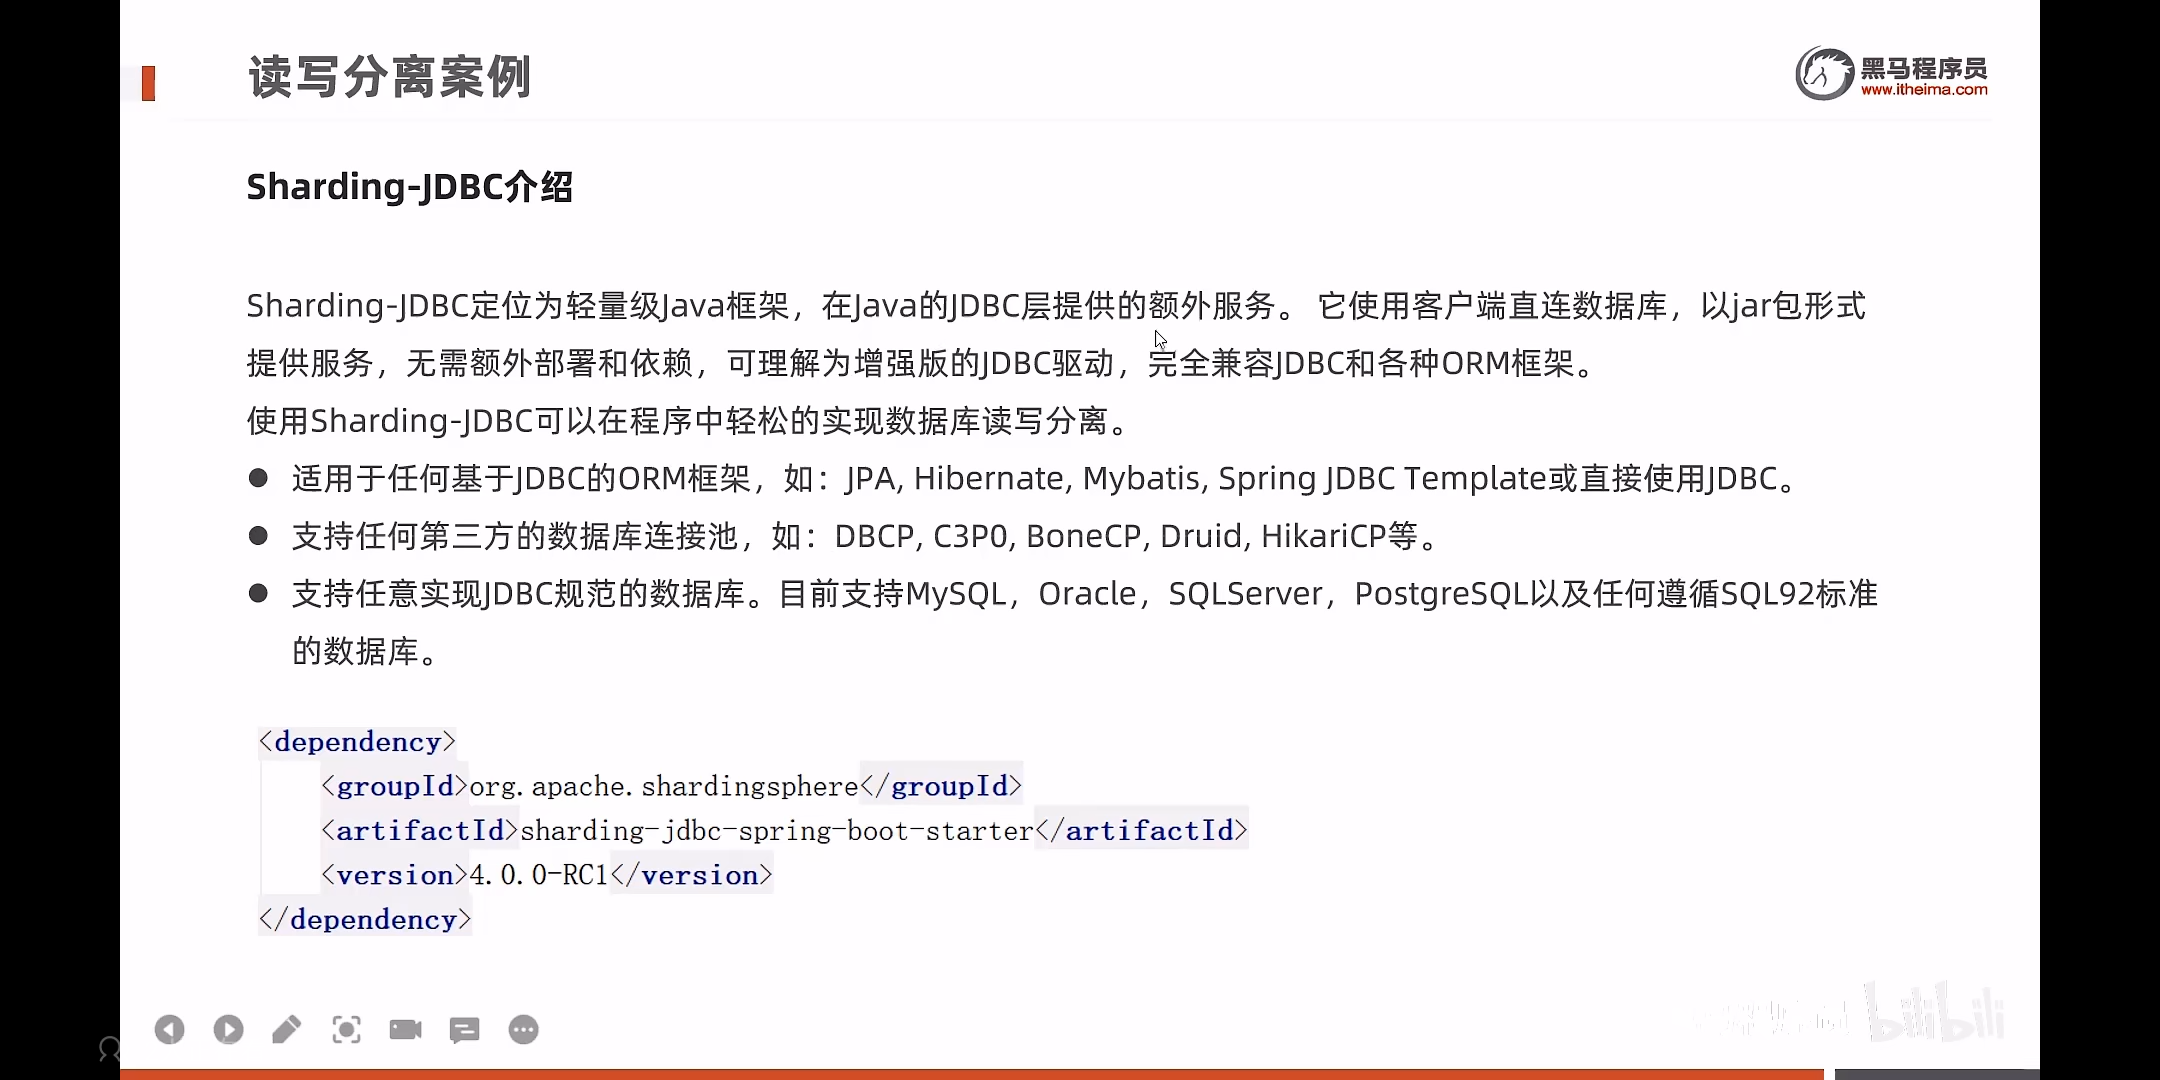 读写分离案例
黑马程序员
www.itheima.com
Sharding-JDBC介绍
Sharding-JDBC定位为轻量级Java框架，在Java的JDBC层提供的额外服务。 它使用客户端直连数据库，以jar包形式
提供服务，无需额外部署和依赖，可理解为增强版的JDBC驱动，完全兼容JDBC和各种ORM框架。
使用Sharding-JDBC可以在程序中轻松的实现数据库读写分离。
● 适用于任何基于JDBC的ORM框架，如：JPA, Hibernate, Mybatis, Spring JDBC Template或直接使用JDBC。
● 支持任何第三方的数据库连接池，如：DBCP, C3P0, BoneCP, Druid, HikariCP等。
● 支持任意实现JDBC规范的数据库。目前支持MySQL，Oracle，SQLServer，PostgreSQL以及任何遵循SQL92标准
的数据库。
<dependency>
<groupId>org.apache.shardingsphere</groupId>
<artifactId>sharding-jdbc-spring-boot-starter</artifactId>
<version>4.0.0-RC1</version>
</dependency>
bilibili